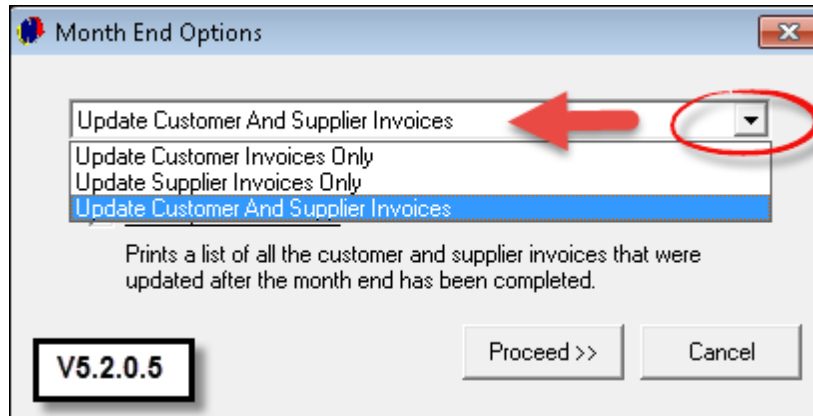 Month End Options
Update Customer And Supplier Invoices
Update Customer Invoices Only
Update Supplier Invoices Only
Update Customer And Supplier Invoices
Prints a list of all the customer and supplier invoices that were
updated after the month end has been completed.
Proceed >>
Cancel
V5.2.0.5